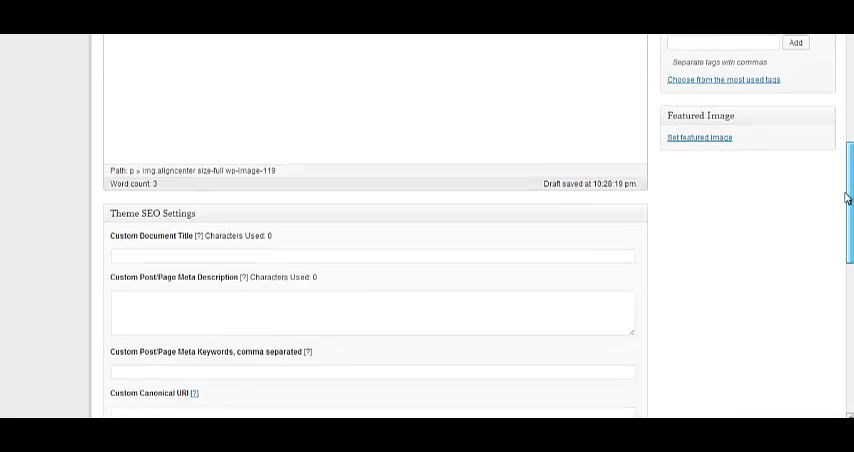 Add
Separate tags with commas
Choose from the most used tags
Featured Image
Set featured image
Path: p » img.aligncenter size-full wp-image-119
Word count: 3
Draft saved at 10:28:19 pm.
Theme SEO Settings
Custom Document Title [?] Characters Used: 0
Custom Post/Page Meta Description [?] Characters Used: 0
Custom Post/Page Meta Keywords, comma separated [?]
Custom Canonical URI [?]